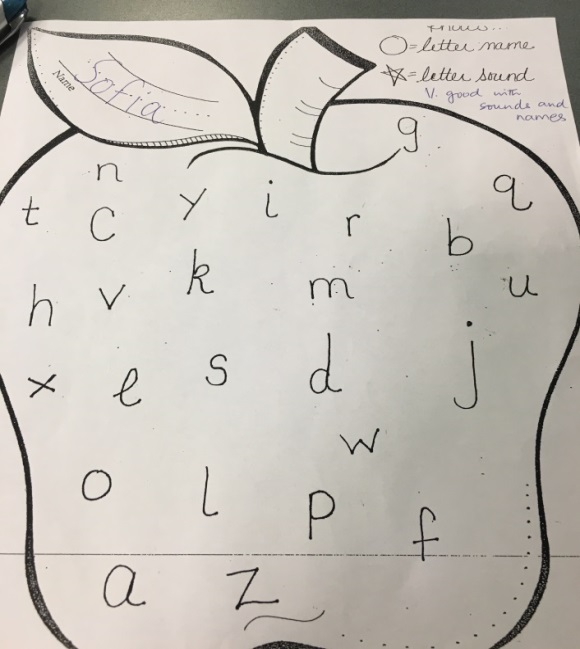 O=letter name
☆=letter sound
V. good with
sounds and
names
Name
Sofia
g
n
q
t c y i r b
h v k m u
x e s d j
w
o l p f
a z